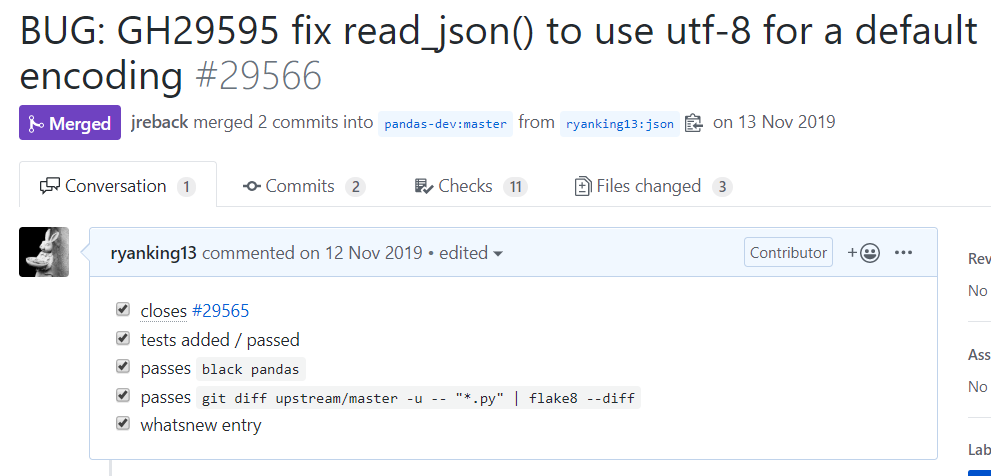 BUG: GH29595 fix read_json() to use utf-8 for a default
encoding #29566
Merged jreback merged 2 commits into pandas-dev:master from ryanking13:json on 13 Nov 2019
Conversation 1 Commits 2 Checks 11 Files changed 3
ryanking13 commented on 12 Nov 2019 • edited Contributor
Rev
No
closes #29565
tests added / passed
Ass
passes black pandas
No
passes git diff upstream/master -u -- "*.py" | flake8 --diff
whatsnew entry
Lab